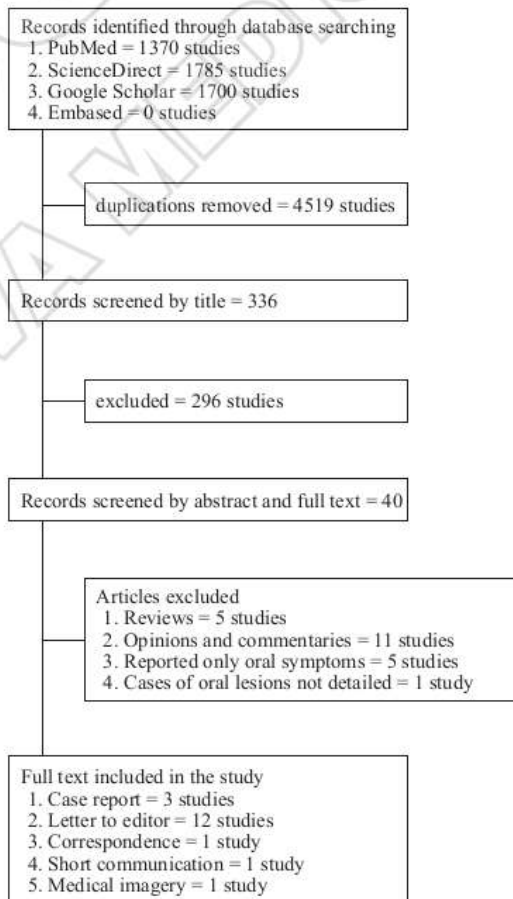 Records identified through database searching
1. PubMed = 1370 studies
2. ScienceDirect = 1785 studies
3. Google Scholar = 1700 studies
4. Embased = 0 studies
duplications removed = 4519 studies
Records screened by title = 336
excluded = 296 studies
Records screened by abstract and full text = 40
Articles excluded
1. Reviews = 5 studies
2. Opinions and commentaries = 11 studies
3. Reported only oral symptoms = 5 studies
4. Cases of oral lesions not detailed = 1 study
Full text included in the study
1. Case report = 3 studies
2. Letter to editor = 12 studies
3. Correspondence = 1 study
4. Short communication = 1 study
5. Medical imagery = 1 study